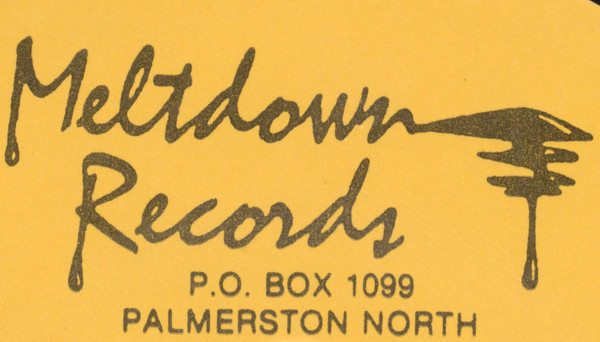 Meltdown
Records
P.O. BOX 1099
PALMERSTON NORTH